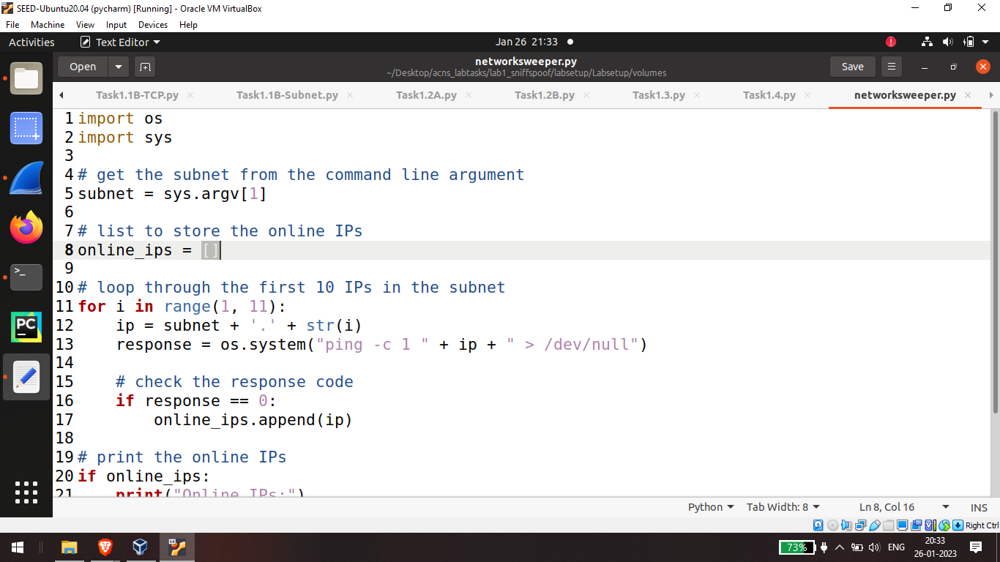 SEED-Ubuntu20.04 (pycharm) [Running] - Oracle VM VirtualBox
File Machine View Input Devices Help
Activities Text Editor Jan 26 21:33
Open networksweeper.py Save
~/Desktop/acns_labtasks/lab1_sniffspoof/labsetup/Labsetup/volumes
Task1.1B-TCP.py Task1.1B-Subnet.py Task1.2A.py Task1.2B.py Task1.3.py Task1.4.py networksweeper.py
1 import os
2 import sys
3
4 # get the subnet from the command line argument
5 subnet = sys.argv[1]
6
7 # list to store the online IPs
8 online_ips = []
9
10 # loop through the first 10 IPs in the subnet
11 for i in range(1, 11):
12     ip = subnet + '.' + str(i)
13     response = os.system("ping -c 1 " + ip + " > /dev/null")
14
15     # check the response code
16     if response == 0:
17         online_ips.append(ip)
18
19 # print the online IPs
20 if online_ips:
21     print("Online IPs:")
Python Tab Width: 8 Ln 8, Col 16 INS
Right Ctrl
73% ENG 20:33
26-01-2023